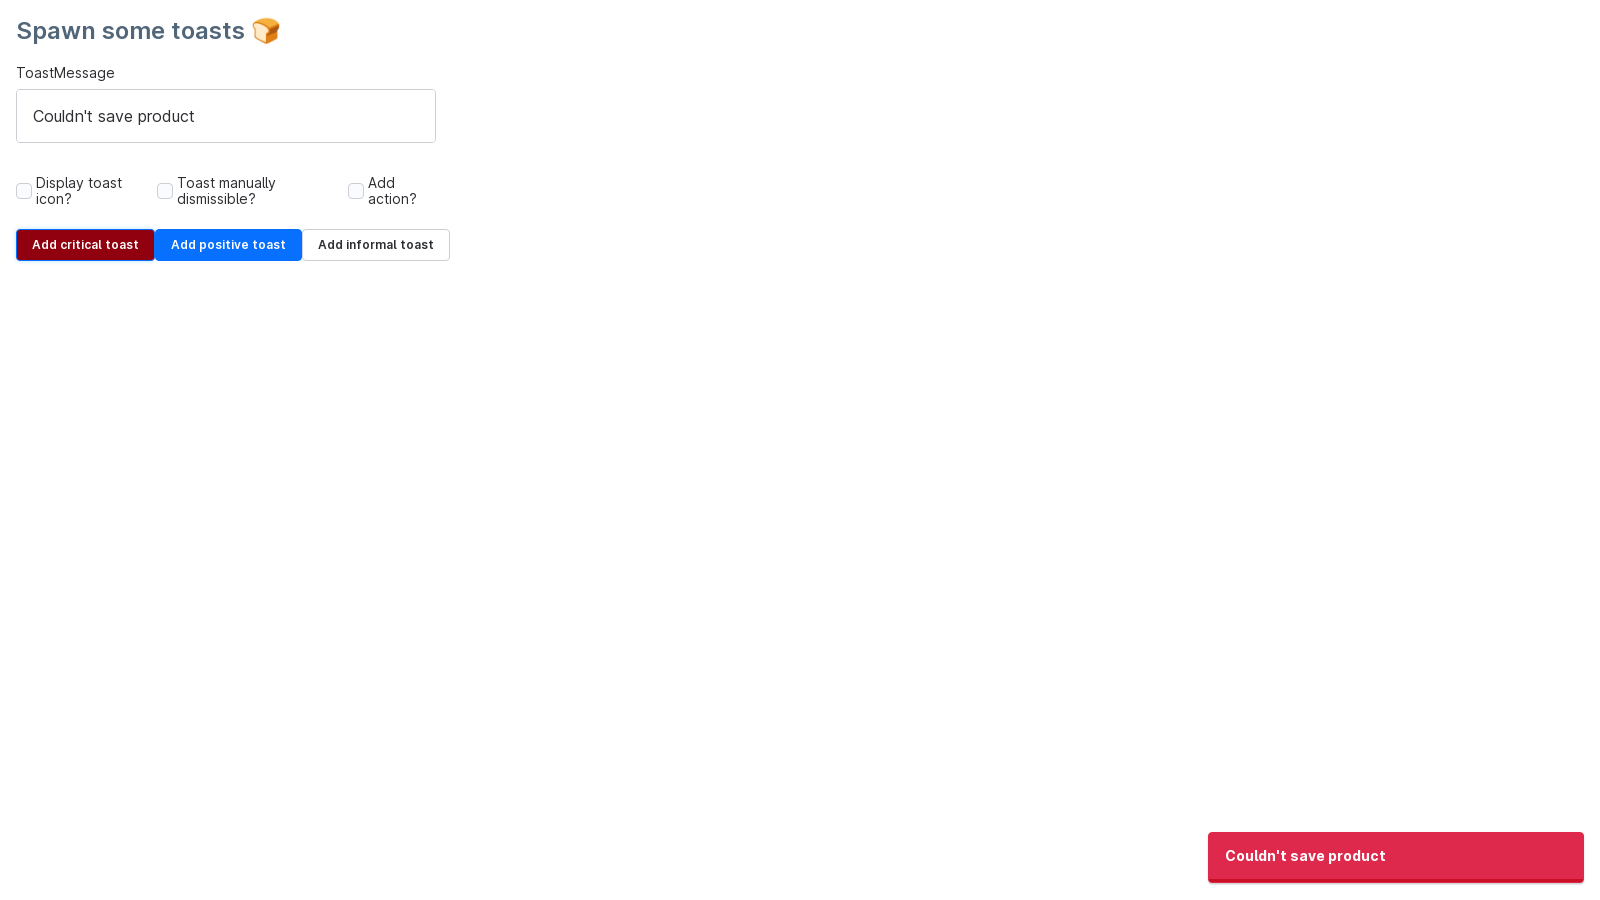 Spawn some toasts 🍞
ToastMessage
Couldn't save product
Display toast icon?
Toast manually dismissible?
Add action?
Add critical toast
Add positive toast
Add informal toast
Couldn't save product